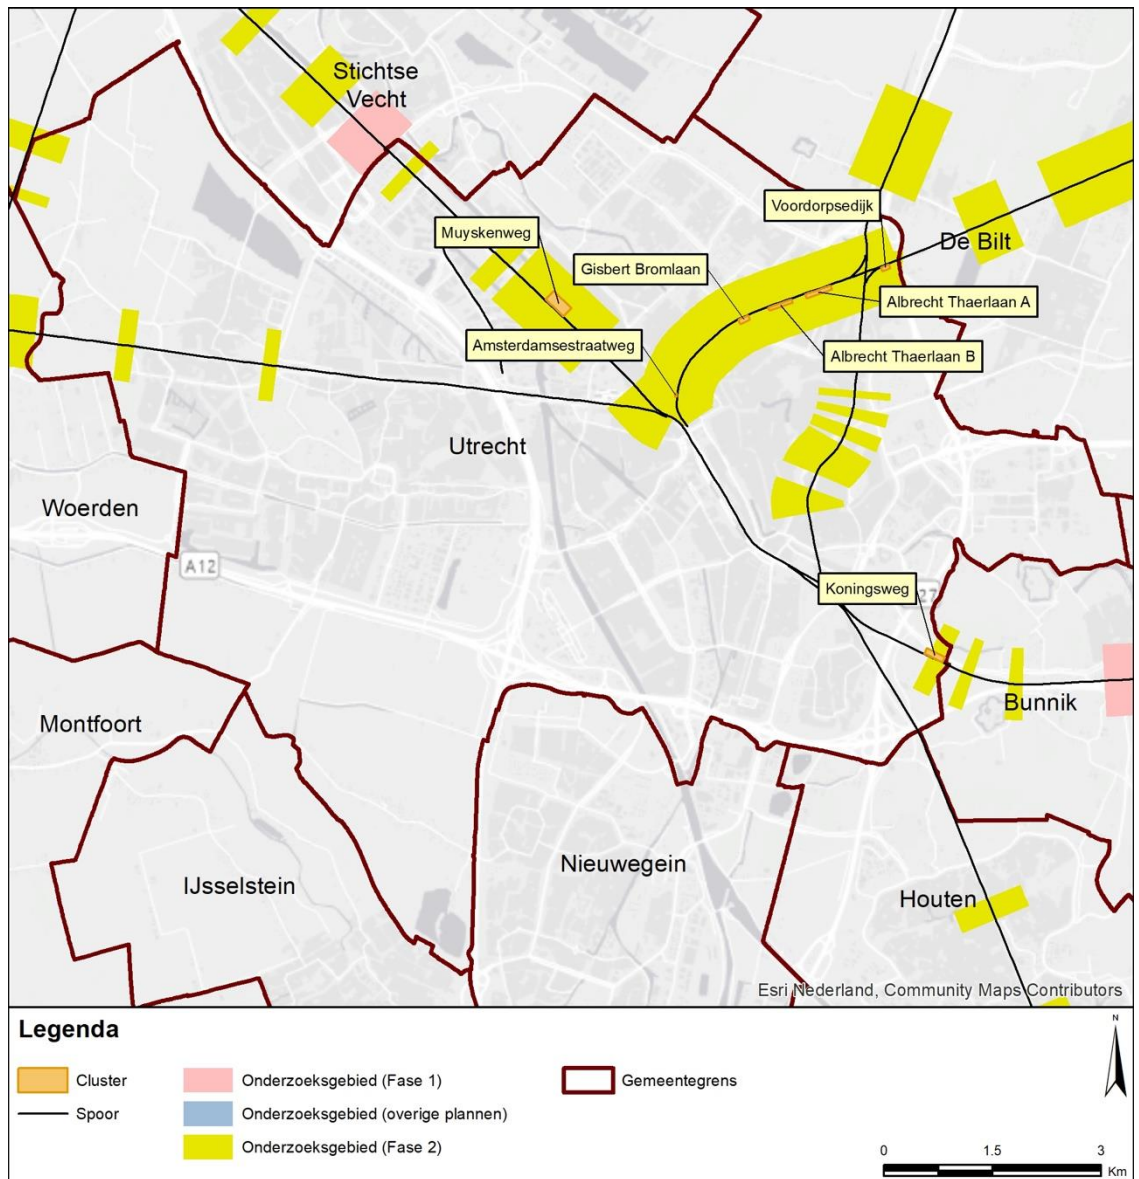 Stichtse
Vecht
Voordorpsedijk
Muyskenweg
De Bilt
Gisbert Bromlaan
Albrecht Thaerlaan A
Amsterdamsestraatweg
Albrecht Thaerlaan B
Utrecht
Woerden
A12
Koningsweg
27
Bunnik
Montfoort
Nieuwegein
IJsselstein
Houten
Esri Nederland, Community Maps Contributors
Legenda
Cluster
Spoor
Onderzoeksgebied (Fase 1)
Onderzoeksgebied (overige plannen)
Onderzoeksgebied (Fase 2)
Gemeentegrens
N
0 1.5 3
Km